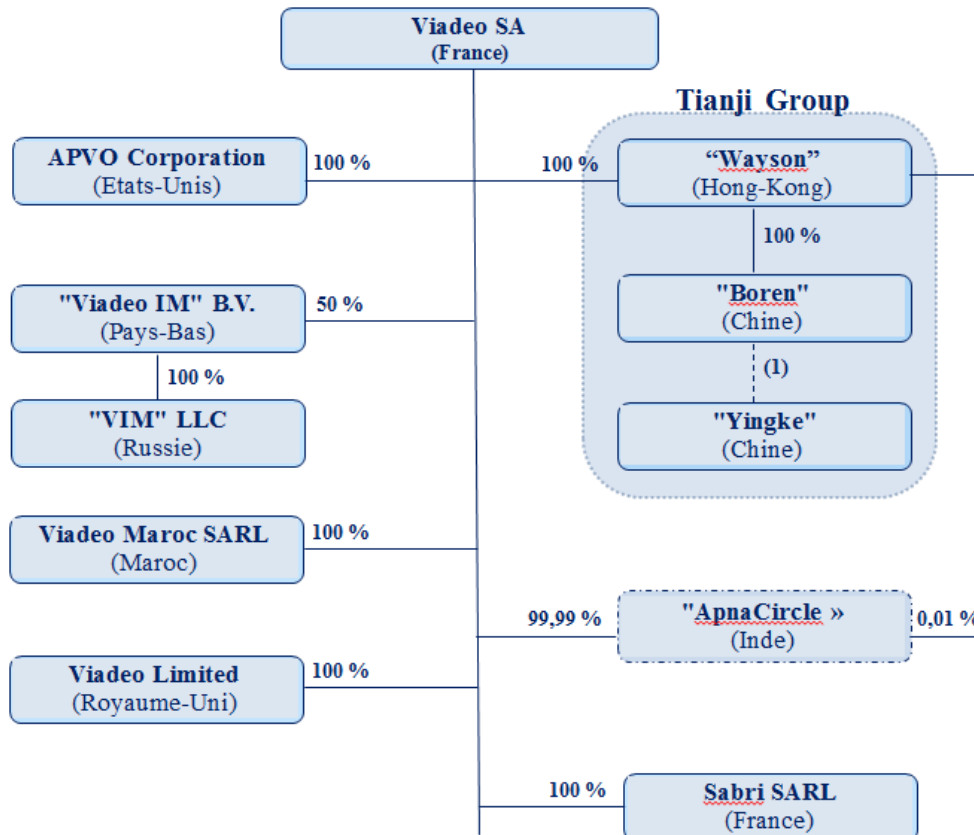 Viadeo SA
(France)
Tianji Group
APVO Corporation
(Etats-Unis)
100 %
100 %
“Wayson”
(Hong-Kong)
100 %
"Viadeo IM" B.V.
(Pays-Bas)
50 %
"Boren"
(Chine)
100 %
(1)
"VIM" LLC
(Russie)
"Yingke"
(Chine)
Viadeo Maroc SARL
(Maroc)
100 %
99,99 %
"ApnaCircle »
(Inde)
0,01 %
Viadeo Limited
(Royaume-Uni)
100 %
100 %
Sabri SARL
(France)